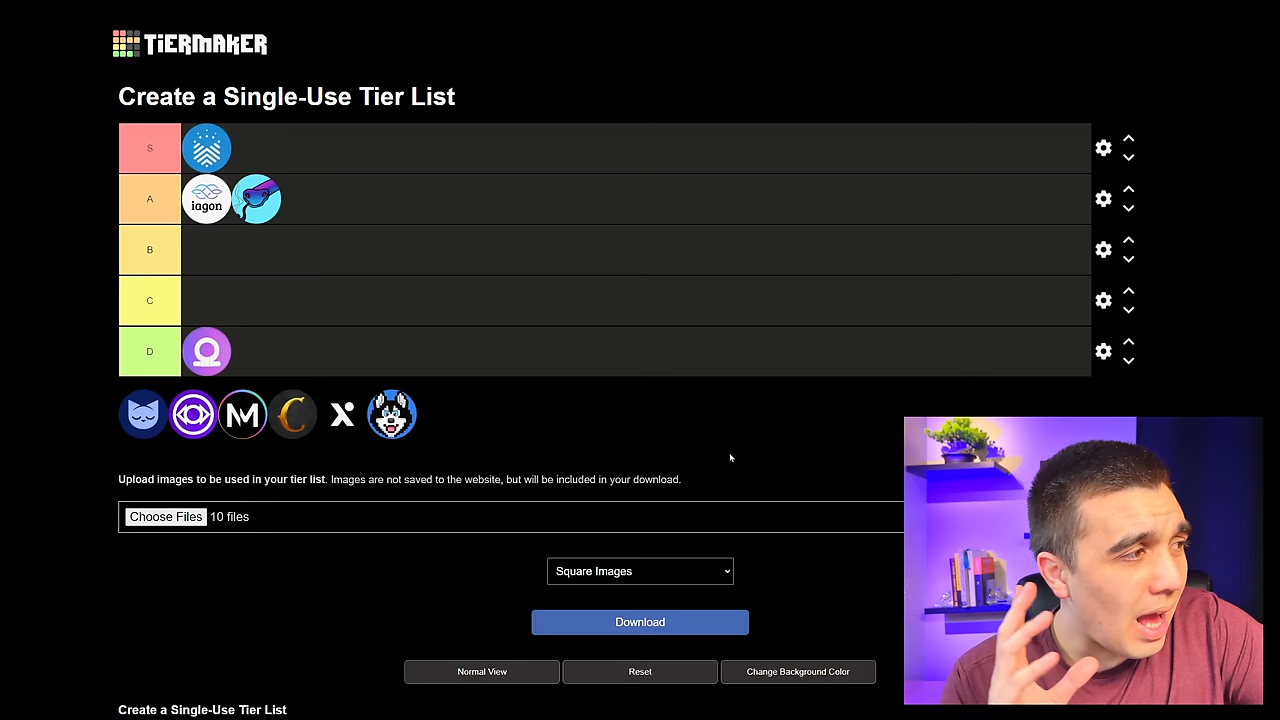 TiERMAKER
Create a Single-Use Tier List
S
A
iagon
B
C
D
M
C
X
Upload images to be used in your tier list. Images are not saved to the website, but will be included in your download.
Choose Files 10 files
Square Images
Download
Normal View
Reset
Change Background Color
Create a Single-Use Tier List